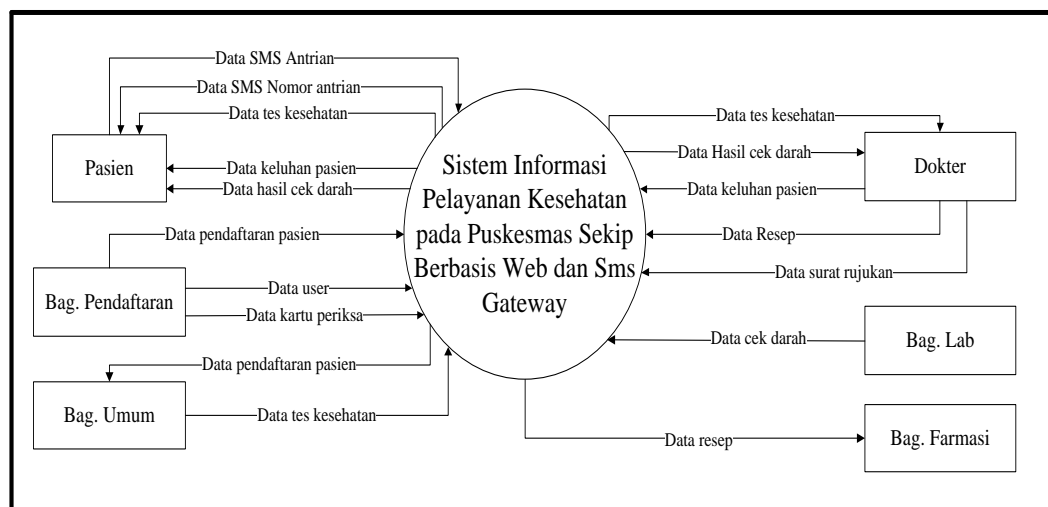 Data SMS Antrian
Data SMS Nomor antrian
Data tes kesehatan
Pasien
Data keluhan pasien
Data hasil cek darah
Data pendaftaran pasien
Bag. Pendaftaran
Data user
Data kartu periksa
Data pendaftaran pasien
Bag. Umum
Data tes kesehatan
Sistem Informasi
Pelayanan Kesehatan
pada Puskesmas Sekip
Berbasis Web dan Sms
Gateway
Data tes kesehatan
Data Hasil cek darah
Dokter
Data keluhan pasien
Data Resep
Data surat rujukan
Data cek darah
Bag. Lab
Data resep
Bag. Farmasi